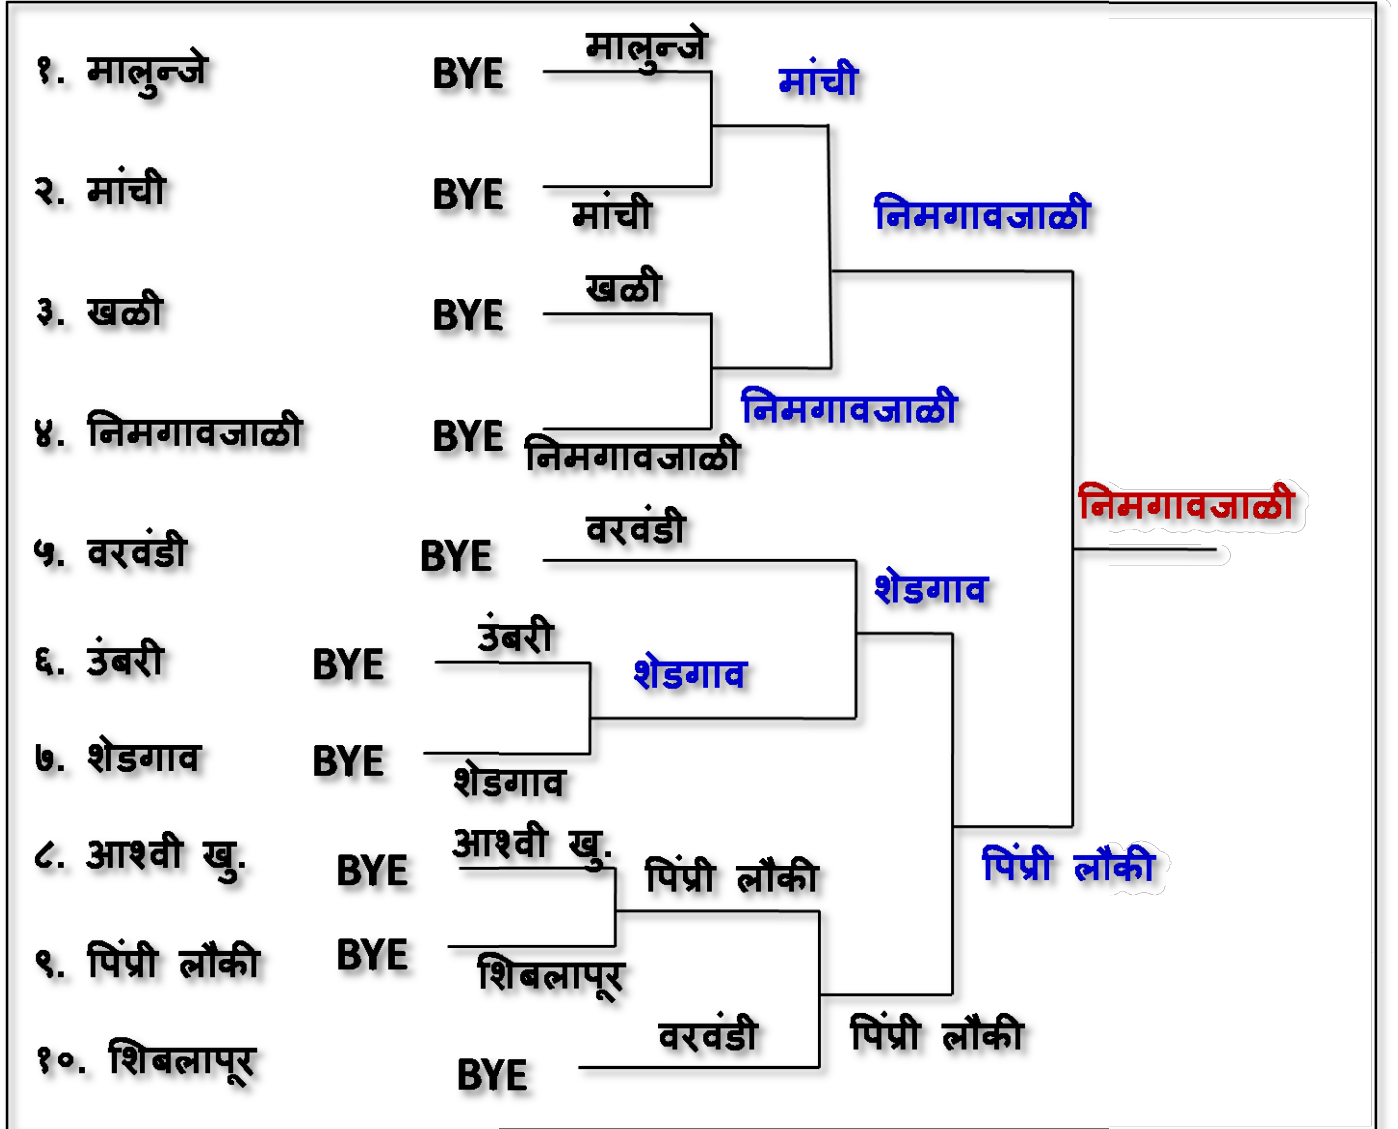 १. मालुन्जे BYE मालुन्जे
मांची
२. मांची BYE मांची
निमगावजाळी
३. खळी BYE खळी
निमगावजाळी
४. निमगावजाळी BYE निमगावजाळी
निमगावजाळी
५. वरवंडी BYE वरवंडी
शेडगाव
६. उंबरी BYE उंबरी
शेडगाव
७. शेडगाव BYE शेडगाव
८. आश्वी खु. BYE आश्वी खु.
पिंप्री लौकी
पिंप्री लौकी
९. पिंप्री लौकी BYE शिबलापूर
वरवंडी
पिंप्री लौकी
१०. शिबलापूर BYE